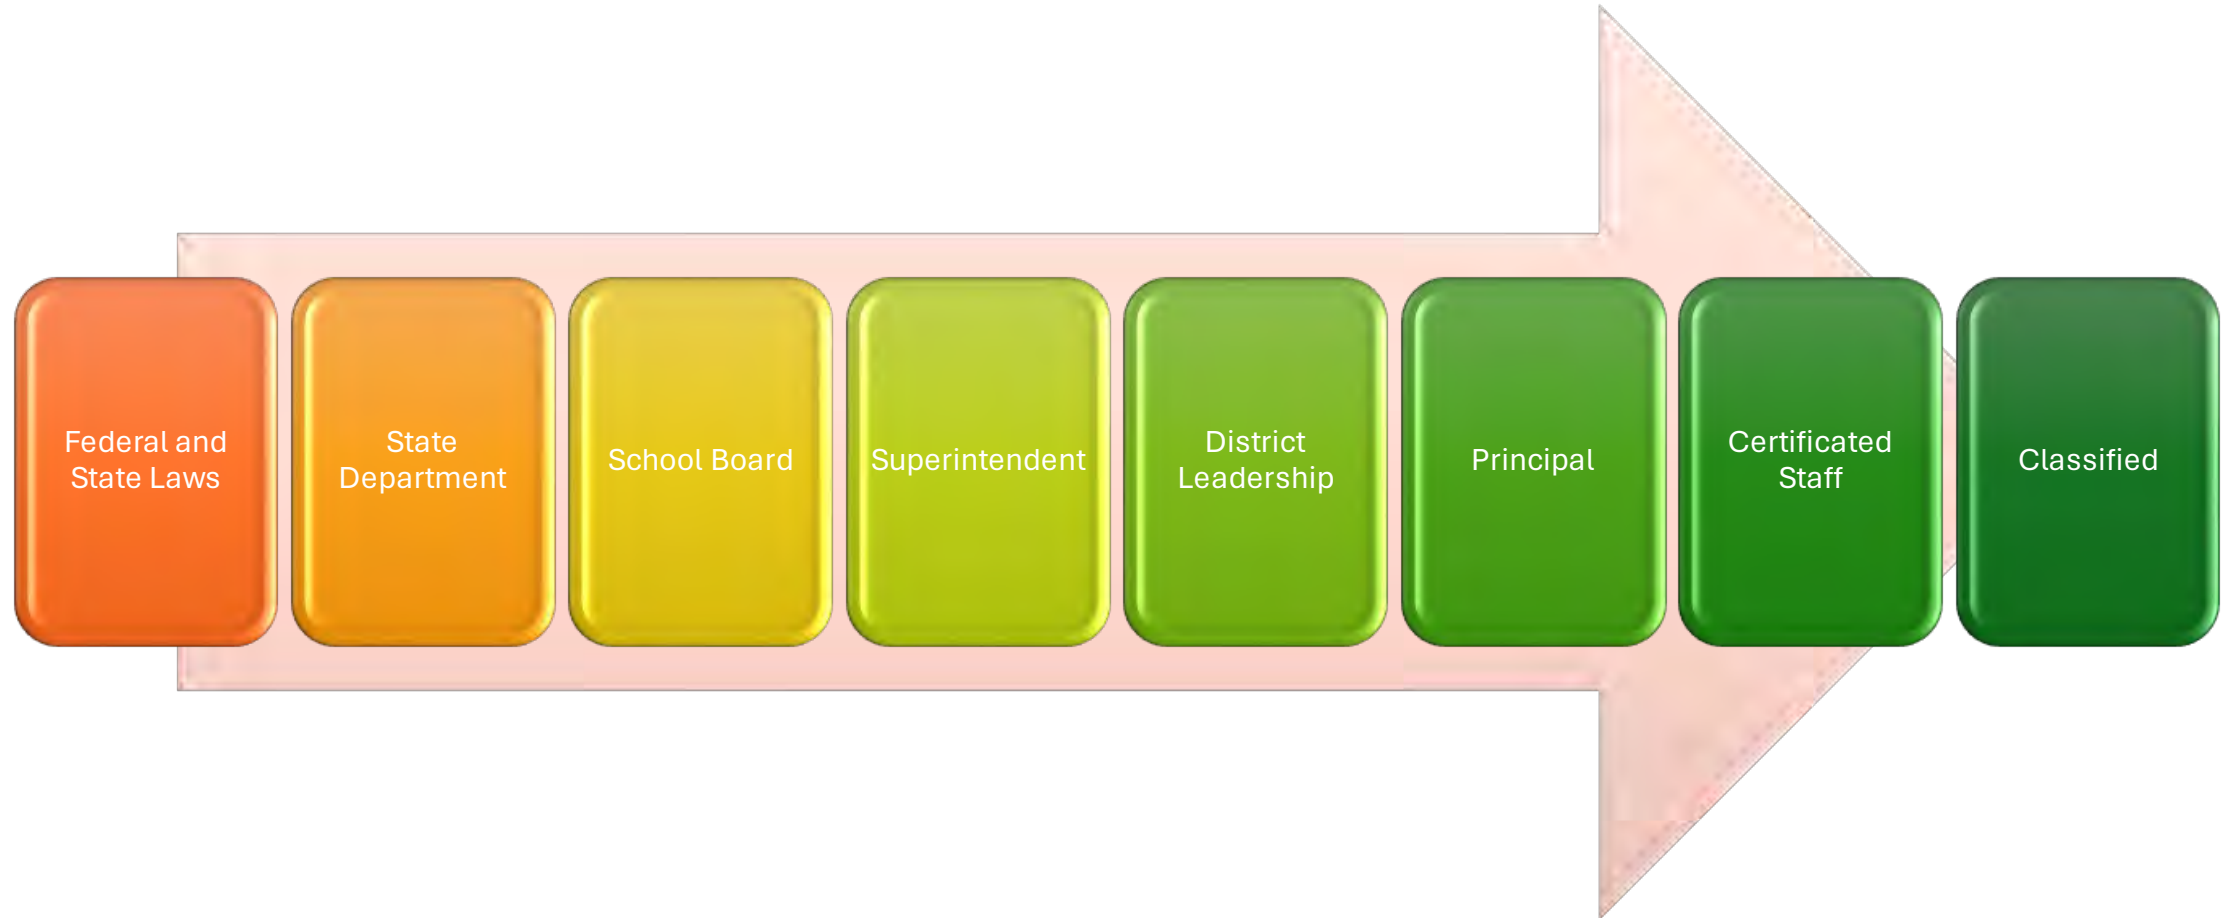 Federal and
State Laws
State
Department
School Board
Superintendent
District
Leadership
Principal
Certificated
Staff
Classified